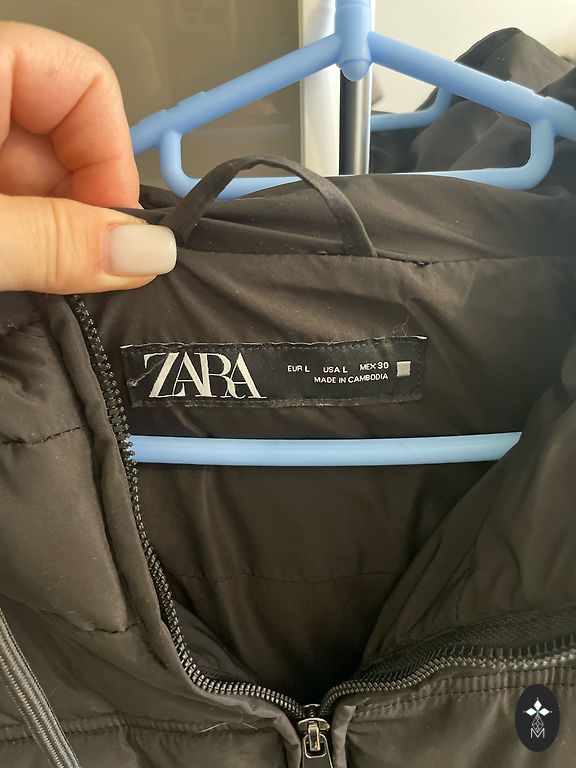 ZARA
EUR L USA L MEX 30
MADE IN CAMBODIA
M